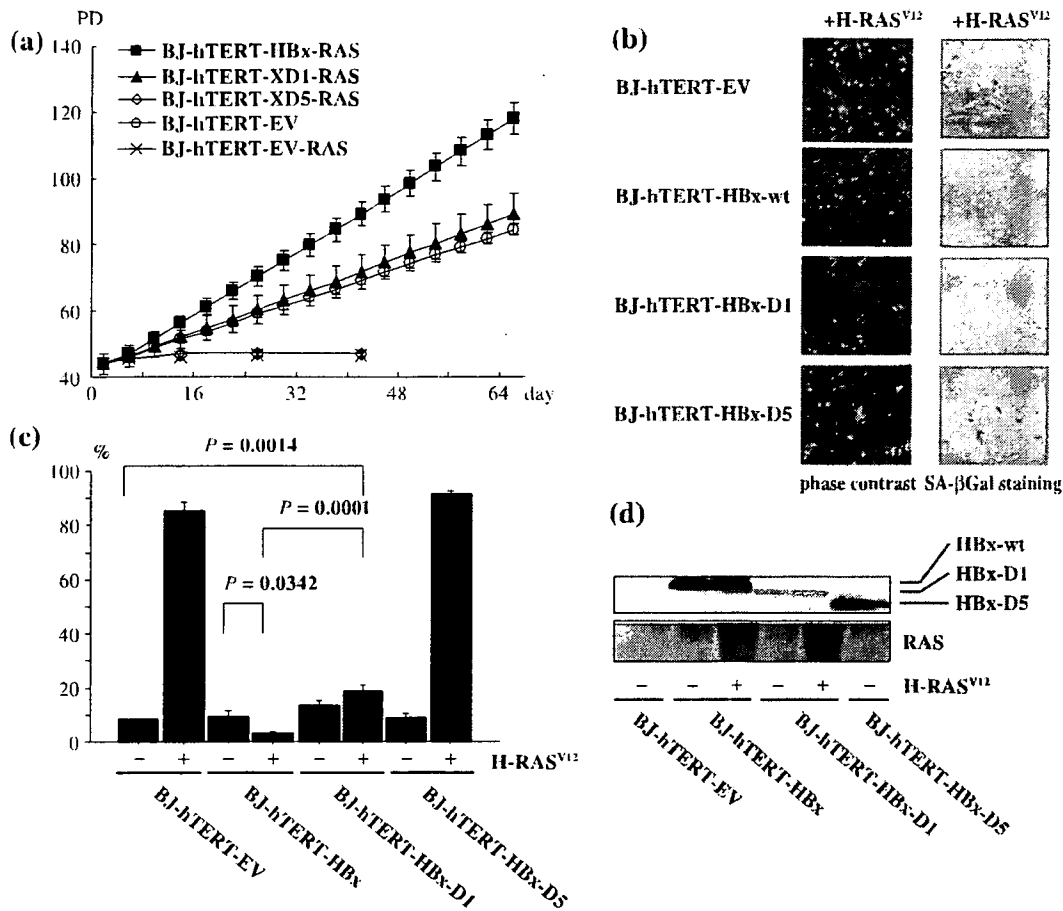 (a)
PD
140
120
100
80
60
40
0
16
32
48
64
day
BJ-hTERT-HBx-RAS
BJ-hTERT-XD1-RAS
BJ-hTERT-XD5-RAS
BJ-hTERT-EV
BJ-hTERT-EV-RAS
(b)
+H-RASV12
+H-RASV12
BJ-hTERT-EV
BJ-hTERT-HBx-wt
BJ-hTERT-HBx-D1
BJ-hTERT-HBx-D5
phase contrast
SA-βGal staining
(c)
%
100
80
60
40
20
0
P = 0.0014
P = 0.0001
P = 0.0342
− + − + − + − +
H-RASV12
BJ-hTERT-EV
BJ-hTERT-HBx
BJ-hTERT-HBx-D1
BJ-hTERT-HBx-D5
(d)
HBx-wt
HBx-D1
HBx-D5
RAS
− − + − + −
H-RASV12
BJ-hTERT-EV
BJ-hTERT-HBx
BJ-hTERT-HBx-D1
BJ-hTERT-HBx-D5